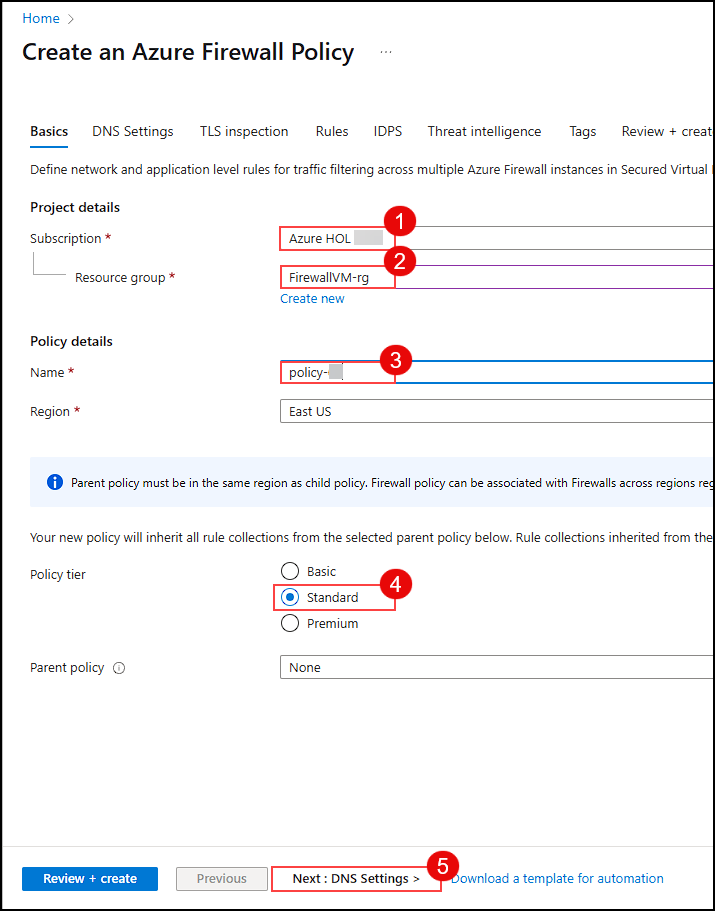 Home >
Create an Azure Firewall Policy ...
Basics DNS Settings TLS inspection Rules IDPS Threat intelligence Tags Review + creat
Define network and application level rules for traffic filtering across multiple Azure Firewall instances in Secured Virtual
Project details
1
Subscription * Azure HOL
2
Resource group * FirewallVM-rg
Create new
Policy details
3
Name * policy-
Region * East US
Parent policy must be in the same region as child policy. Firewall policy can be associated with Firewalls across regions reg
Your new policy will inherit all rule collections from the selected parent policy below. Rule collections inherited from the
Policy tier
Basic
4
Standard
Premium
Parent policy None
5
Review + create Previous Next : DNS Settings > Download a template for automation